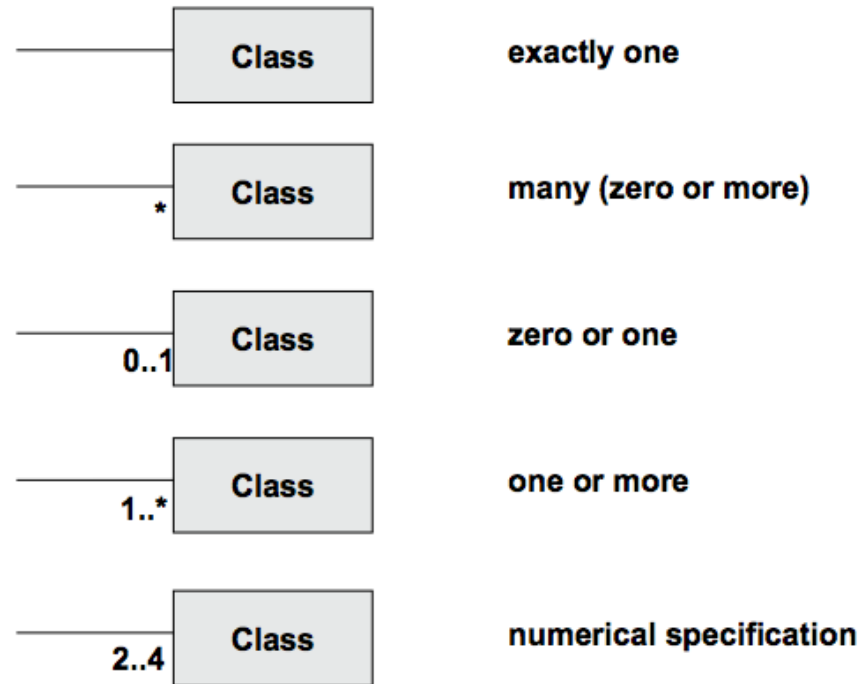 Class exactly one
Class many (zero or more)
*
Class zero or one
0..1
Class one or more
1..*
Class numerical specification
2..4